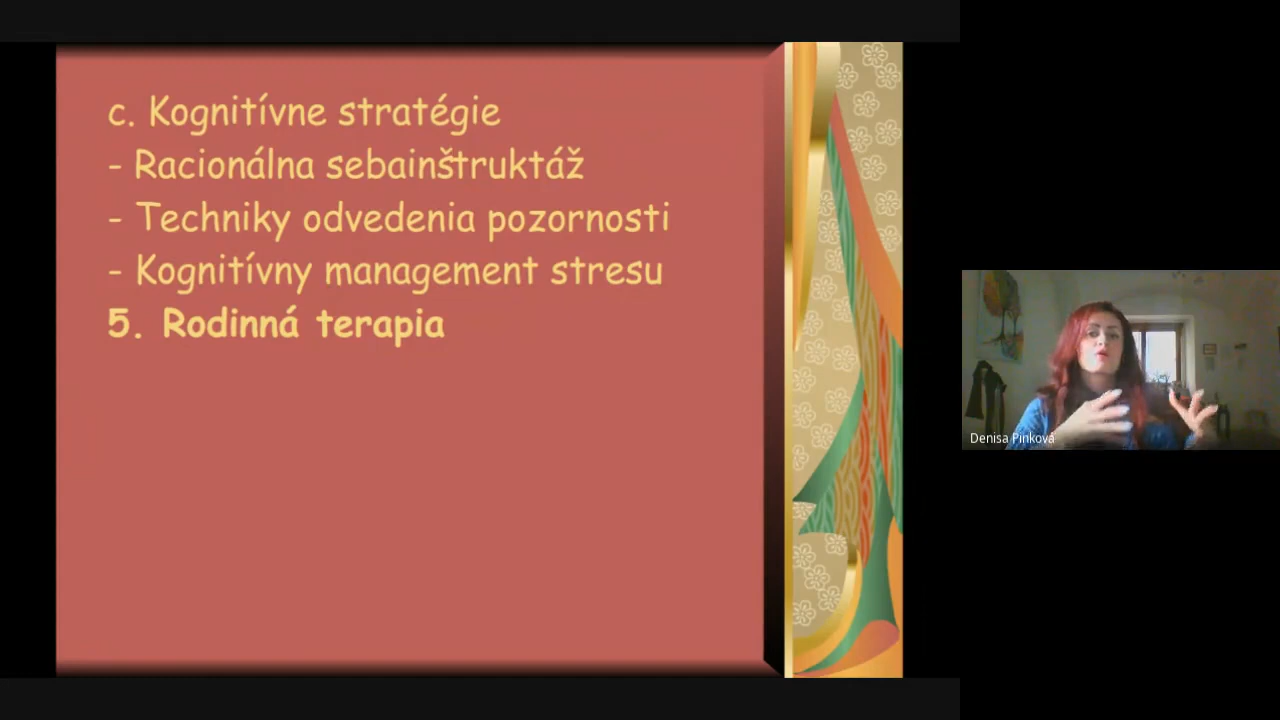 c. Kognitívne stratégie
- Racionálna sebainštruktáž
- Techniky odvedenia pozornosti
- Kognitívny management stresu
5. Rodinná terapia
Denisa Pinková